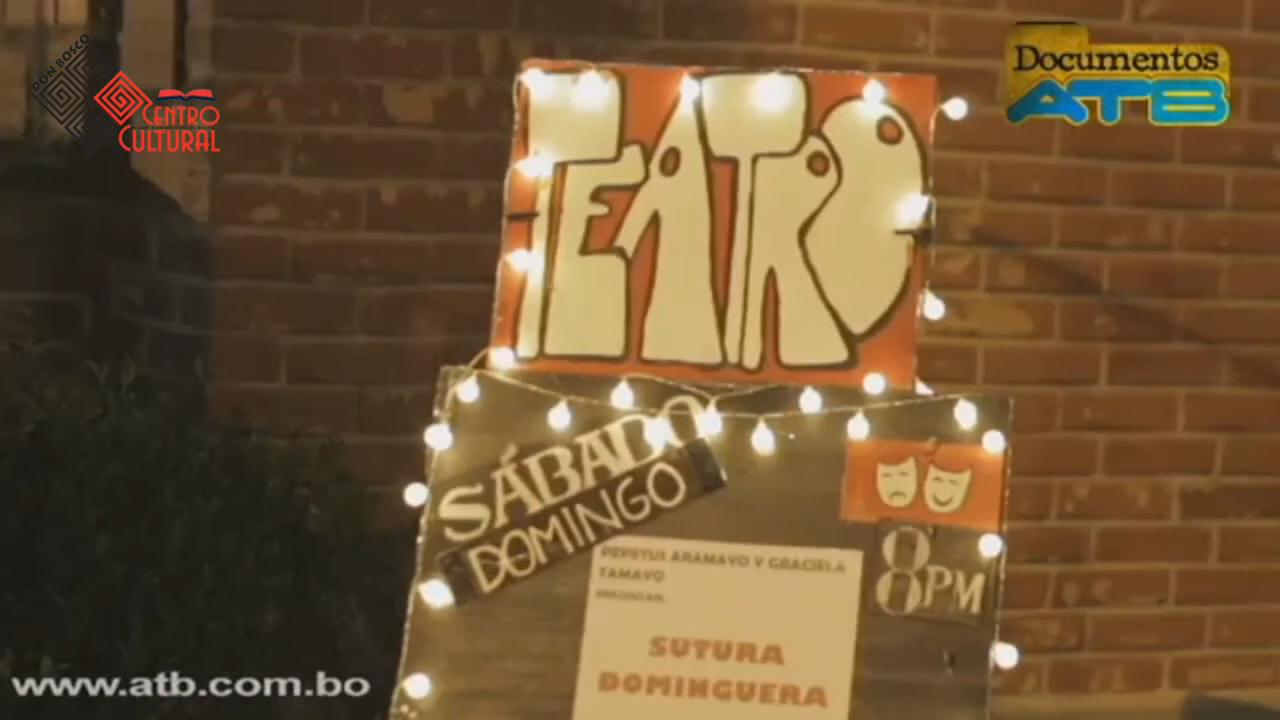 DON BOSCO
CENTRO
CULTURAL
Documentos
ATB
TEATRO
SÁBADO
DOMINGO
8PM
PEPETUS ARAMAYO Y GRACIELA
TAMAYO
PRESENTAN:
SUTURA
DOMINGUERA
www.atb.com.bo